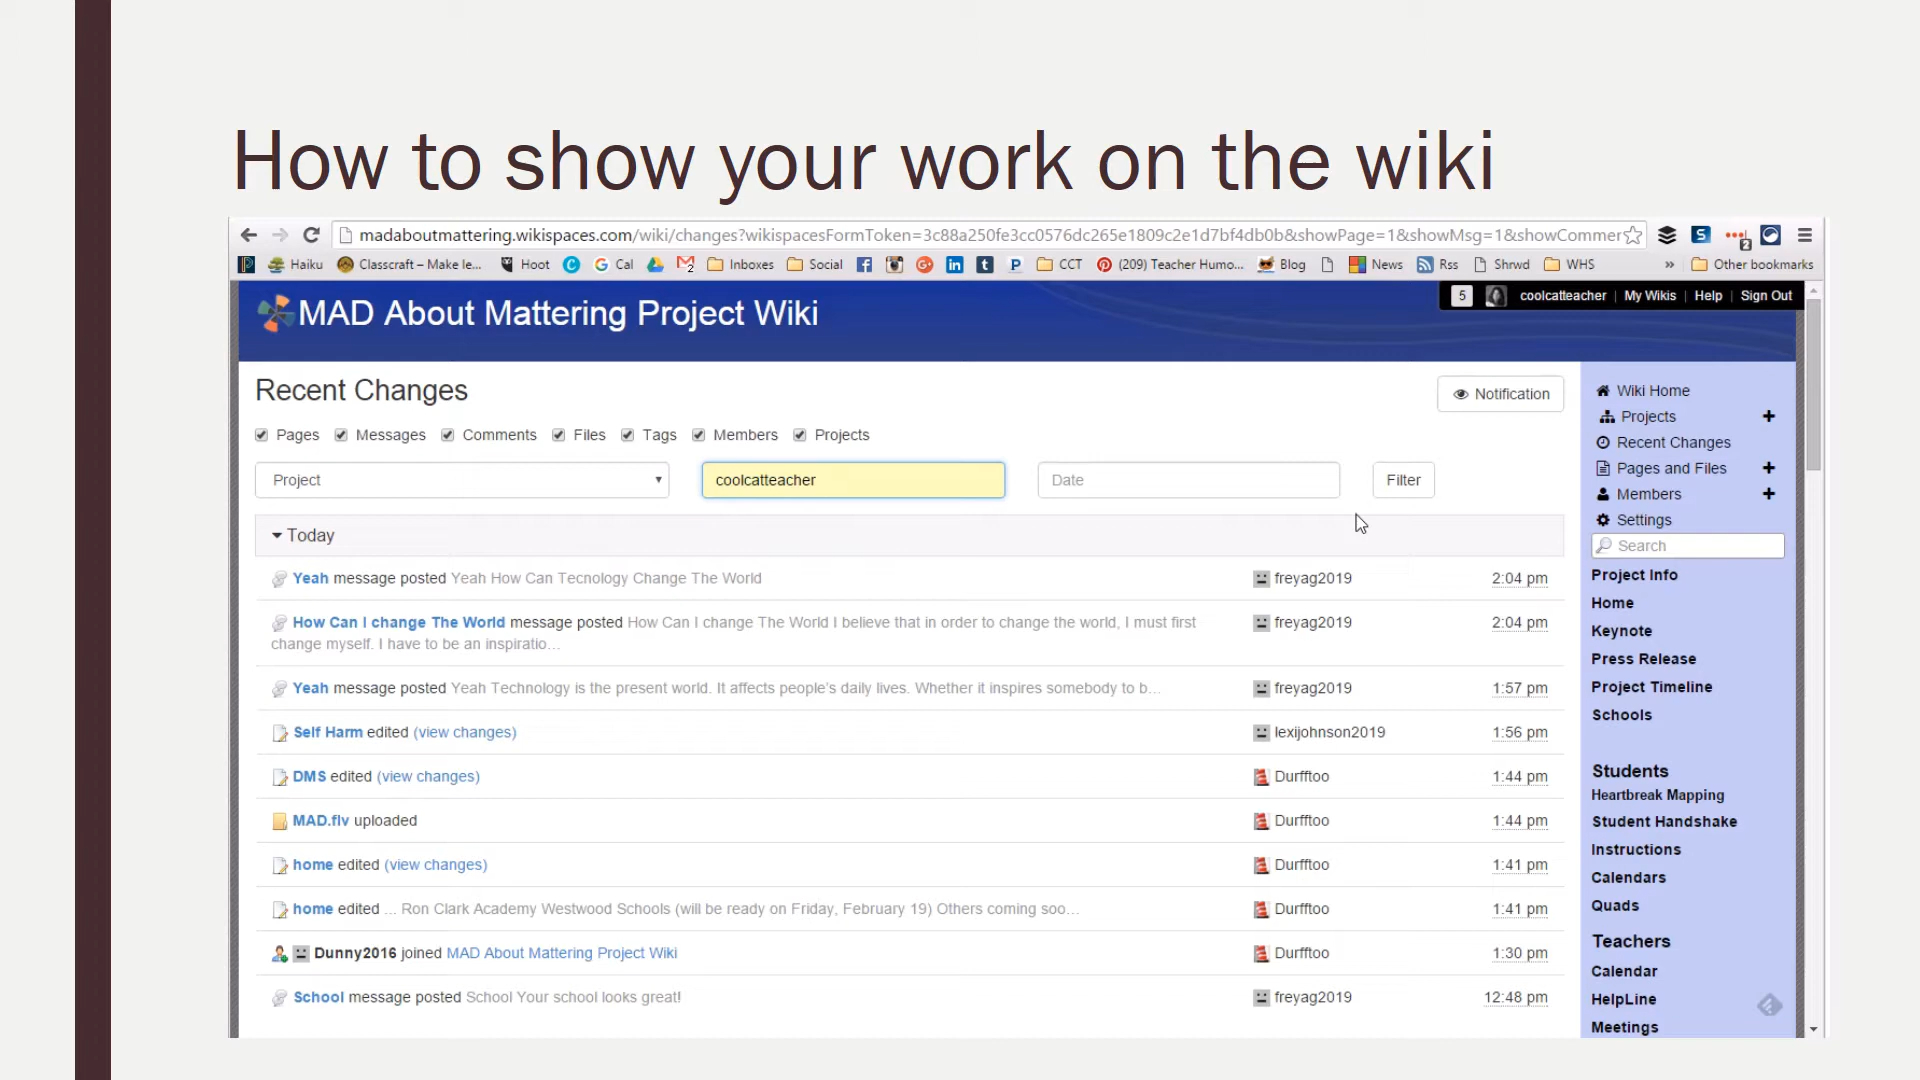 How to show your work on the wiki
madaboutmattering.wikispaces.com/wiki/changes?wikispacesFormToken=3c88a250fe3cc0576dc265e1809c2e1d7bf4db0b&showPage=1&showMsg=1&showCommer
Haiku Classcraft – Make le... Hoot Cal Inboxes Social CCT (209) Teacher Humo... Blog News Rss Shrwd WHS » Other bookmarks
5 coolcatteacher | My Wikis | Help | Sign Out
MAD About Mattering Project Wiki
Recent Changes
Notification
Pages Messages Comments Files Tags Members Projects
Project coolcatteacher Date Filter
Today
Yeah message posted Yeah How Can Tecnology Change The World freyag2019 2:04 pm
How Can I change The World message posted How Can I change The World I believe that in order to change the world, I must first freyag2019 2:04 pm
change myself. I have to be an inspiratio...
Yeah message posted Yeah Technology is the present world. It affects people's daily lives. Whether it inspires somebody to b... freyag2019 1:57 pm
Self Harm edited (view changes) lexijohnson2019 1:56 pm
DMS edited (view changes) Durfftoo 1:44 pm
MAD.flv uploaded Durfftoo 1:44 pm
home edited (view changes) Durfftoo 1:41 pm
home edited ... Ron Clark Academy Westwood Schools (will be ready on Friday, February 19) Others coming soo... Durfftoo 1:41 pm
Dunny2016 joined MAD About Mattering Project Wiki Durfftoo 1:30 pm
School message posted School Your school looks great! freyag2019 12:48 pm
Wiki Home
Projects
Recent Changes
Pages and Files
Members
Settings
Search
Project Info
Home
Keynote
Press Release
Project Timeline
Schools
Students
Heartbreak Mapping
Student Handshake
Instructions
Calendars
Quads
Teachers
Calendar
HelpLine
Meetings